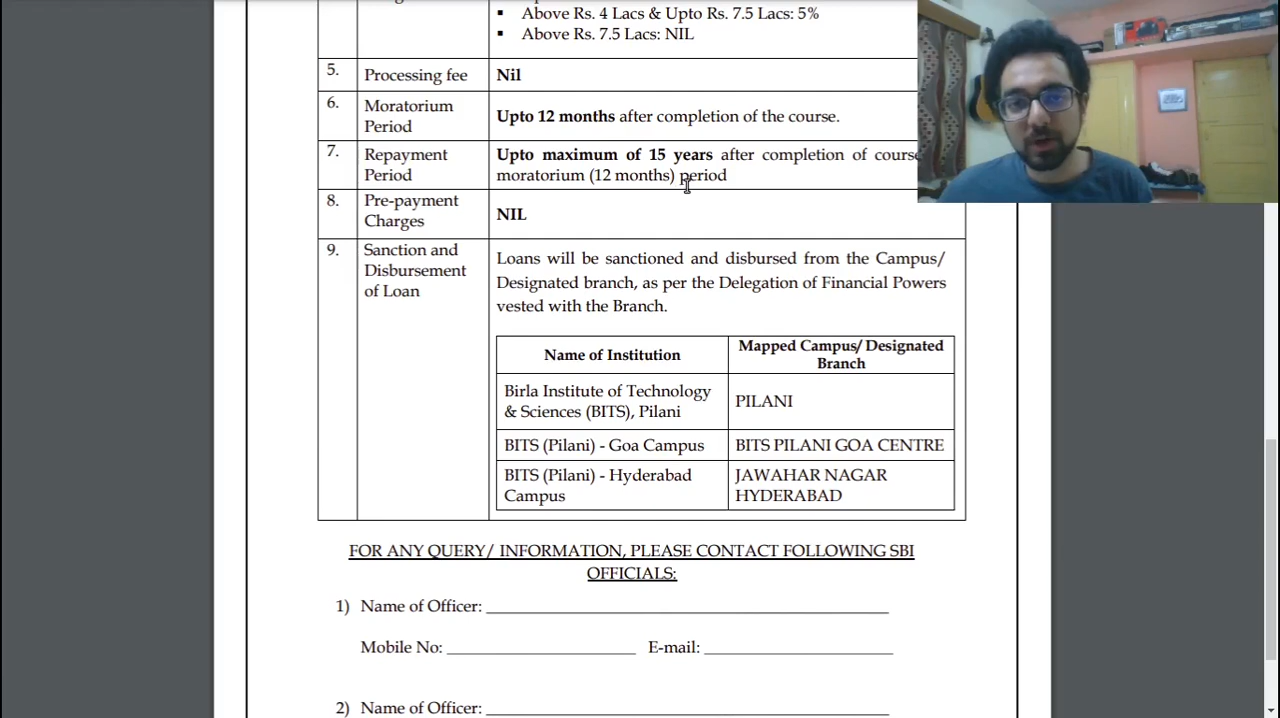 ▪ Above Rs. 4 Lacs & Upto Rs. 7.5 Lacs: 5%
▪ Above Rs. 7.5 Lacs: NIL
5. Processing fee Nil
6. Moratorium Period Upto 12 months after completion of the course.
7. Repayment Period Upto maximum of 15 years after completion of
moratorium (12 months) period
8. Pre-payment Charges NIL
9. Sanction and Disbursement of Loan
Loans will be sanctioned and disbursed from the Campus/
Designated branch, as per the Delegation of Financial Powers
vested with the Branch.
Name of Institution Mapped Campus/ Designated Branch
Birla Institute of Technology & Sciences (BITS), Pilani PILANI
BITS (Pilani) - Goa Campus BITS PILANI GOA CENTRE
BITS (Pilani) - Hyderabad Campus JAWAHAR NAGAR HYDERABAD
FOR ANY QUERY/ INFORMATION, PLEASE CONTACT FOLLOWING SBI
OFFICIALS:
1) Name of Officer:
Mobile No: E-mail:
2) Name of Officer: